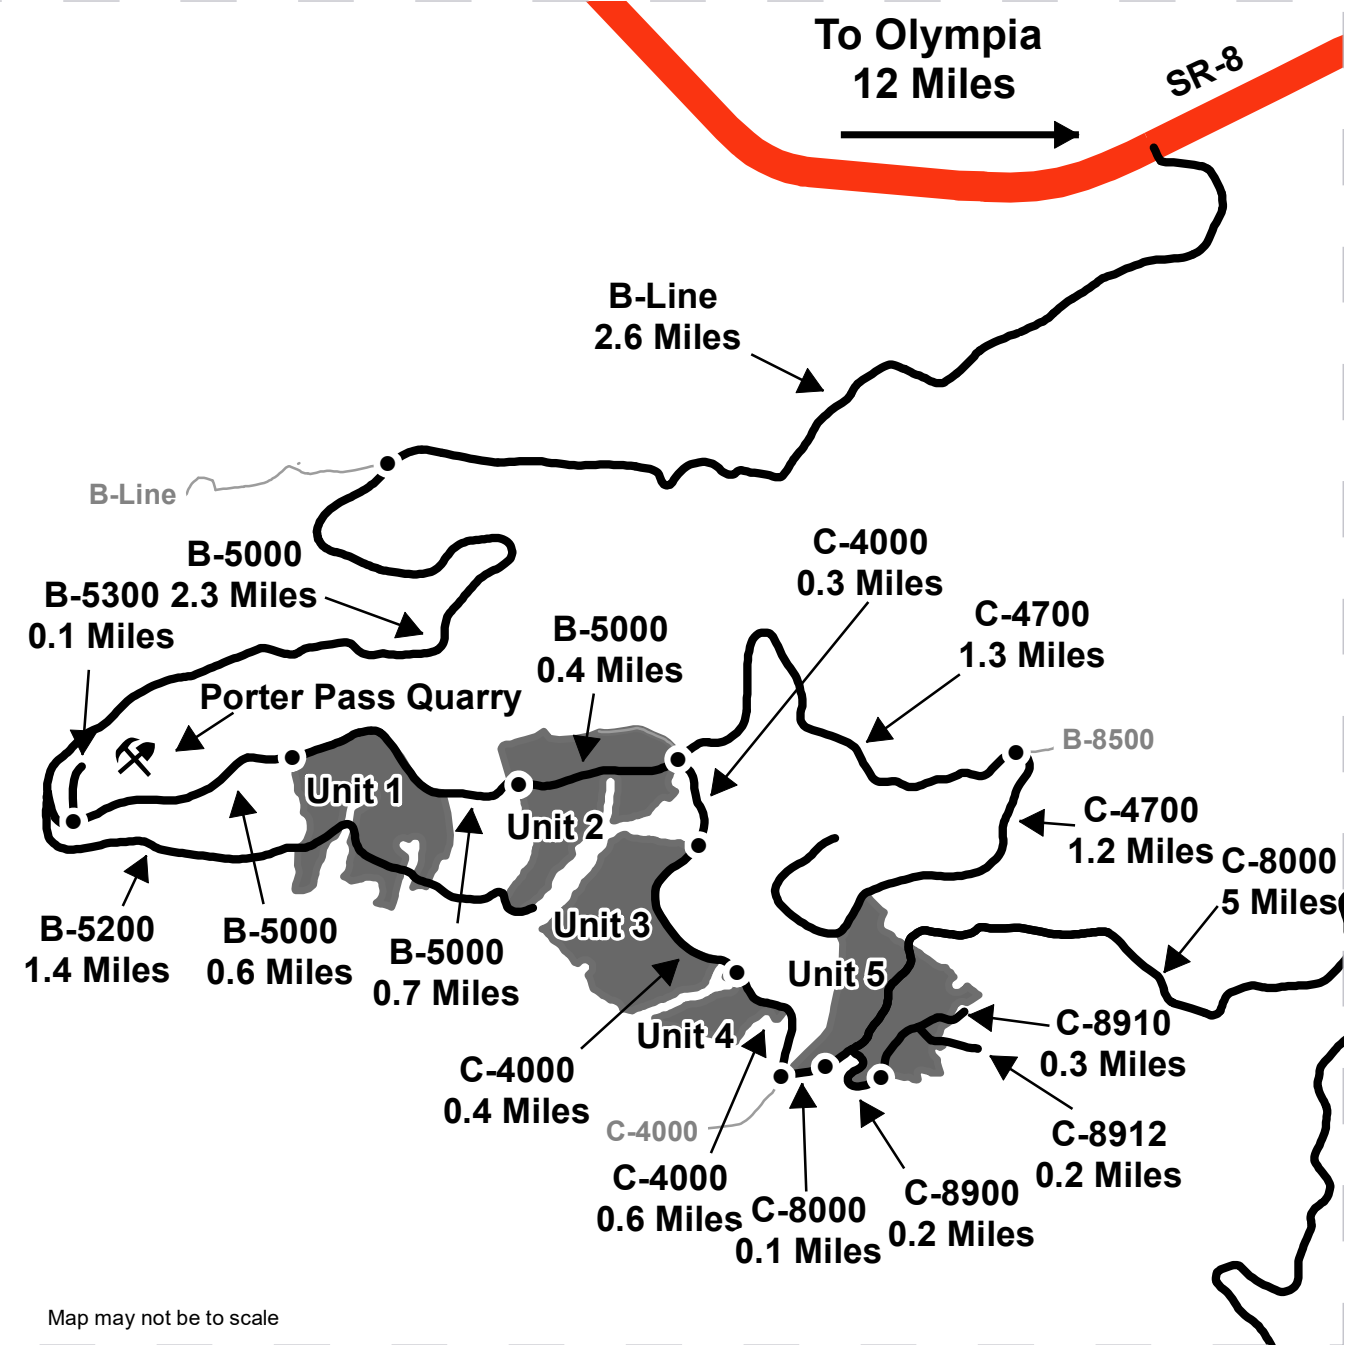 To Olympia
12 Miles
SR-8
B-Line
2.6 Miles
B-Line
B-5000
2.3 Miles
B-5300
0.1 Miles
C-4000
0.3 Miles
C-4700
1.3 Miles
B-5000
0.4 Miles
Porter Pass Quarry
B-8500
Unit 1
Unit 2
C-4700
1.2 Miles
C-8000
5 Miles
B-5200
1.4 Miles
B-5000
0.6 Miles
B-5000
0.7 Miles
Unit 3
Unit 5
Unit 4
C-8910
0.3 Miles
C-4000
0.4 Miles
C-4000
C-8912
0.2 Miles
C-4000
0.6 Miles
C-8000
0.1 Miles
C-8900
0.2 Miles
Map may not be to scale